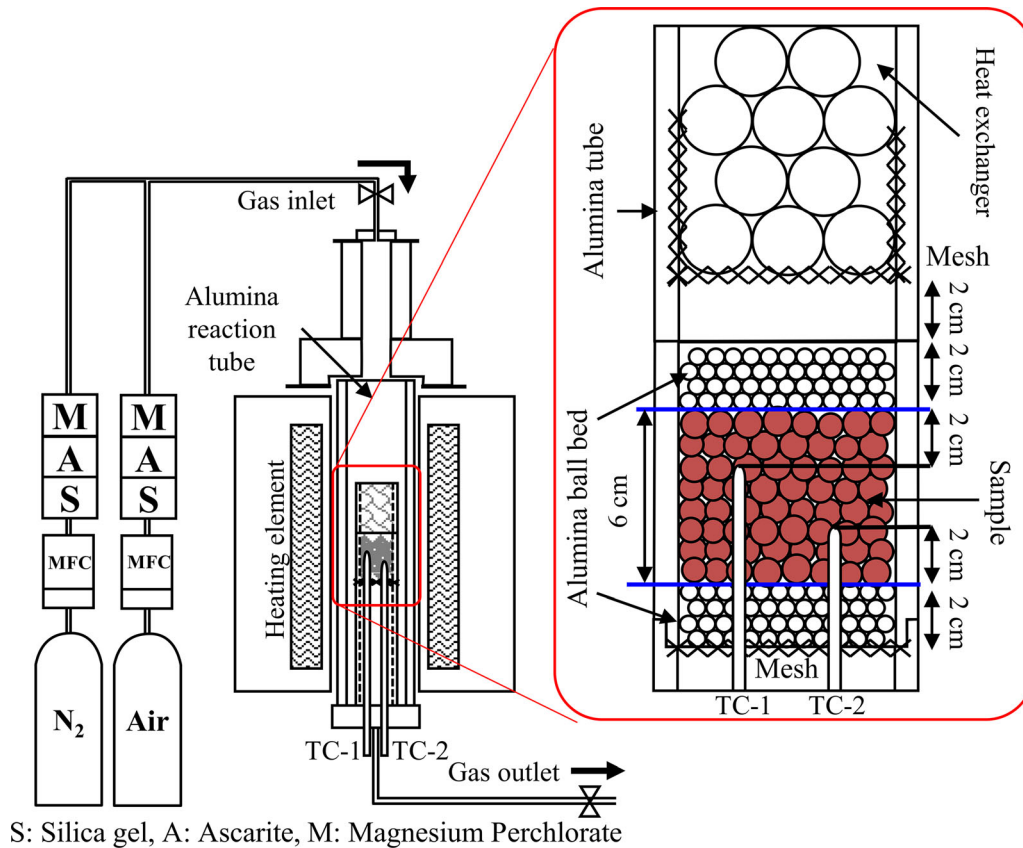 Gas inlet
Alumina
reaction
tube
M
A
S
MFC
N2
M
A
S
MFC
Air
Heating element
TC-1
TC-2
Gas outlet
Heat exchanger
Alumina tube
Mesh
2 cm
2 cm
2 cm
6 cm
Alumina ball bed
Sample
2 cm
2 cm
Mesh
TC-1
TC-2
S: Silica gel, A: Ascarite, M: Magnesium Perchlorate